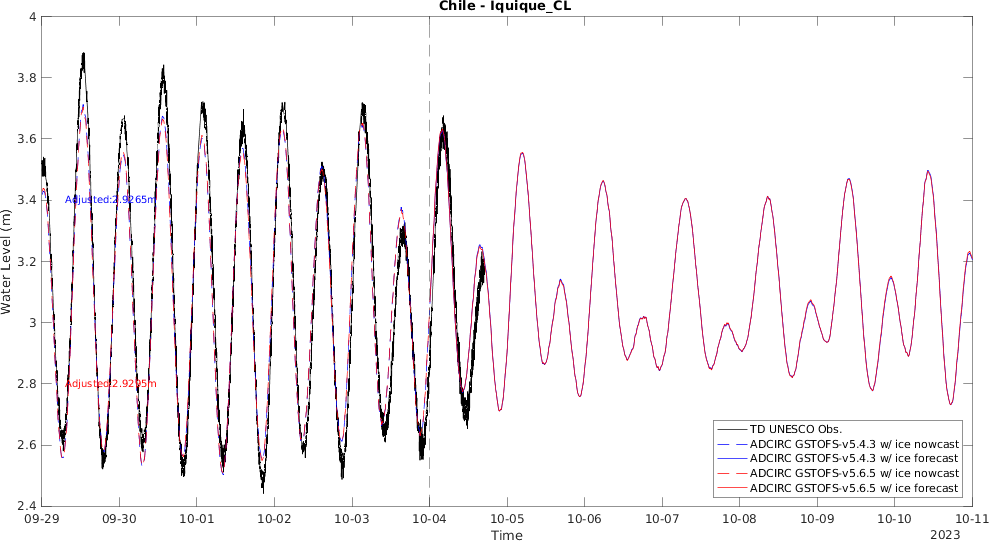 Chile - Iquique_CL
4
3.8
3.6
3.4
3.2
3
2.8
2.6
2.4
Water Level (m)
Adjusted:2.9265m
Adjusted:2.9295m
TD UNESCO Obs.
ADCIRC GSTOFS-v5.4.3 w/ ice nowcast
ADCIRC GSTOFS-v5.4.3 w/ ice forecast
ADCIRC GSTOFS-v5.6.5 w/ ice nowcast
ADCIRC GSTOFS-v5.6.5 w/ ice forecast
09-29 09-30 10-01 10-02 10-03 10-04 10-05 10-06 10-07 10-08 10-09 10-10 10-11
Time
2023